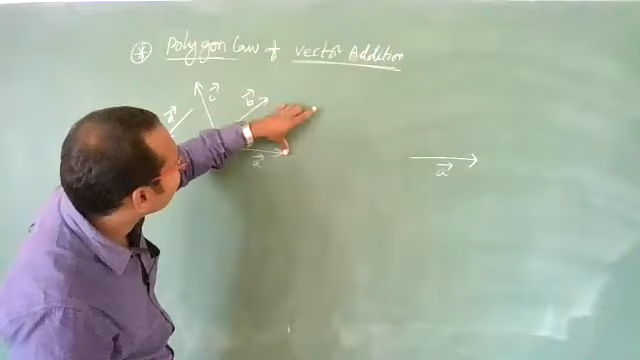 * Polygon Law of Vector Addition
d⃗ c⃗ b⃗
a⃗ a⃗